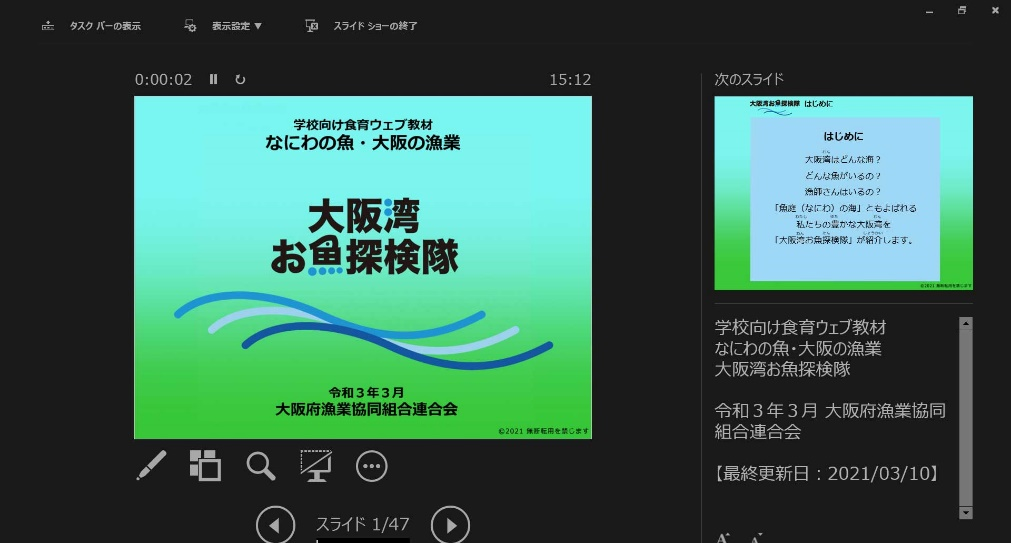 タスク バーの表示
表示設定 ▼
スライド ショーの終了
0:00:02
15:12
学校向け食育ウェブ教材
なにわの魚・大阪の漁業
大阪湾
お魚探検隊
令和３年３月
大阪府漁業協同組合連合会
©2021 無断転用を禁じます
スライド 1/47
次のスライド
大阪湾お魚探検隊 はじめに
はじめに
大阪湾はどんな海？
どんな魚がいるの？
漁師さんはいるの？
「魚庭（なにわ）の海」ともよばれる
私たちの豊かな大阪湾を
「大阪湾お魚探検隊」が紹介します。
©2021 無断転用を禁じます
学校向け食育ウェブ教材
なにわの魚・大阪の漁業
大阪湾お魚探検隊
令和３年３月 大阪府漁業協同
組合連合会
【最終更新日：2021/03/10】